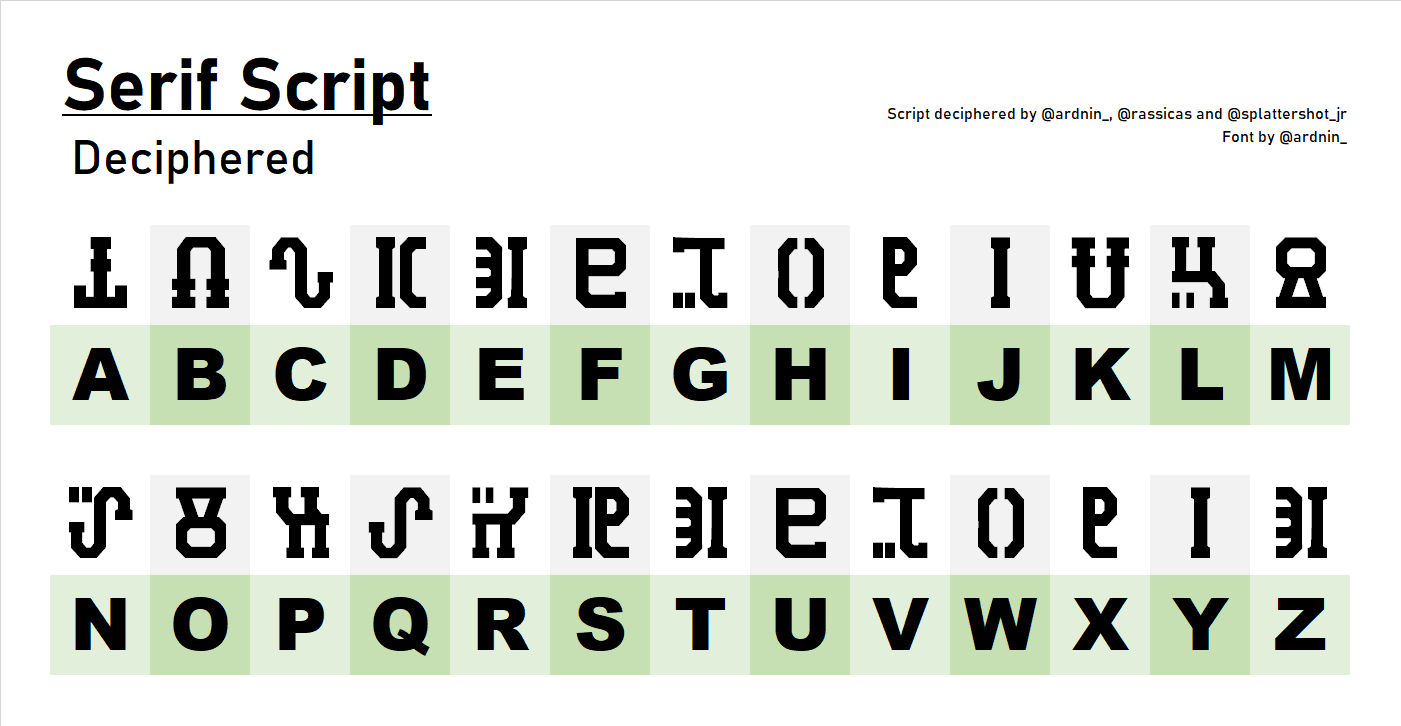 Serif Script
Deciphered
Script deciphered by @ardnin_, @rassicas and @splattershot_jr
Font by @ardnin_
A B C D E F G H I J K L M
N O P Q R S T U V W X Y Z